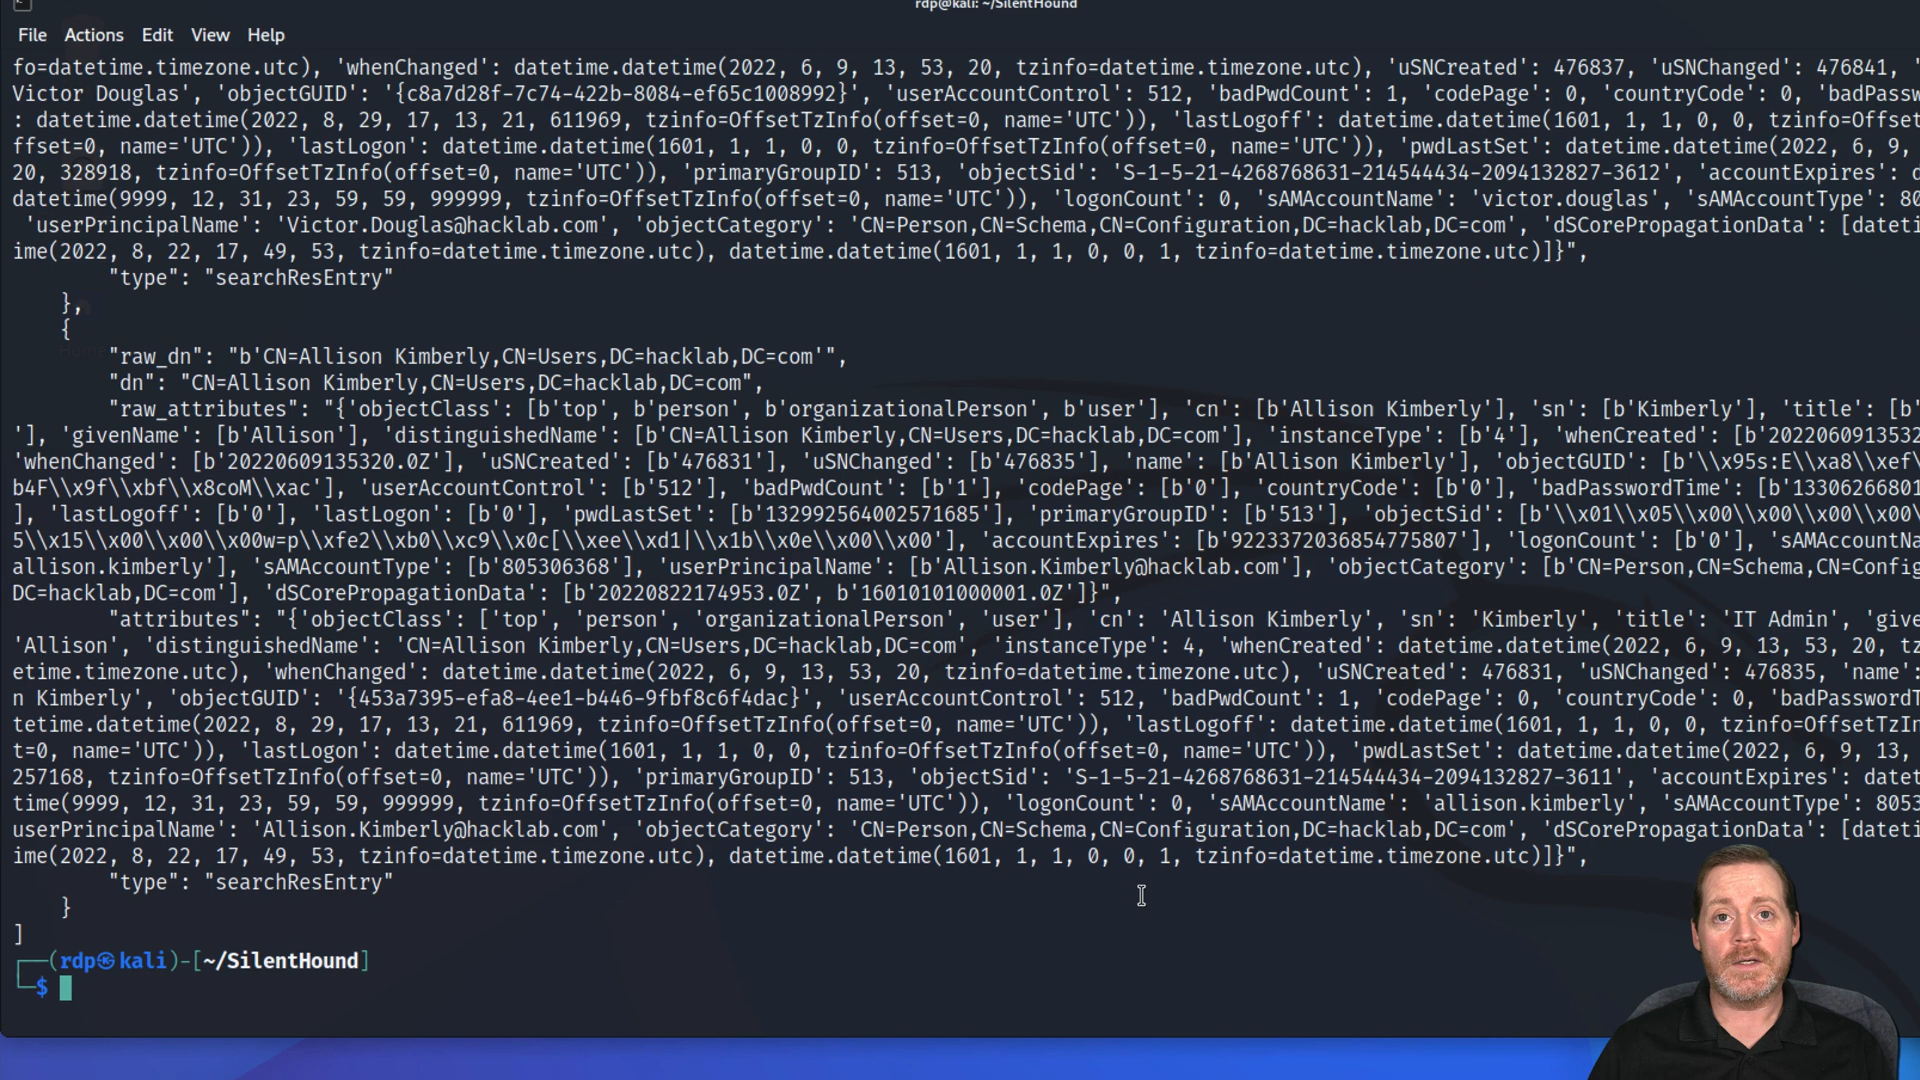 rdp@kali: ~/SilentHound
File Actions Edit View Help
fo=datetime.timezone.utc), 'whenChanged': datetime.datetime(2022, 6, 9, 13, 53, 20, tzinfo=datetime.timezone.utc), 'uSNCreated': 476837, 'uSNChanged': 476841, '
Victor Douglas', 'objectGUID': '{c8a7d28f-7c74-422b-8084-ef65c1008992}', 'userAccountControl': 512, 'badPwdCount': 1, 'codePage': 0, 'countryCode': 0, 'badPassw
: datetime.datetime(2022, 8, 29, 17, 13, 21, 611969, tzinfo=OffsetTzInfo(offset=0, name='UTC')), 'lastLogoff': datetime.datetime(1601, 1, 1, 0, 0, tzinfo=Offset
ffset=0, name='UTC')), 'lastLogon': datetime.datetime(1601, 1, 1, 0, 0, tzinfo=OffsetTzInfo(offset=0, name='UTC')), 'pwdLastSet': datetime.datetime(2022, 6, 9,
20, 328918, tzinfo=OffsetTzInfo(offset=0, name='UTC')), 'primaryGroupID': 513, 'objectSid': 'S-1-5-21-4268768631-214544434-2094132827-3612', 'accountExpires': d
datetime(9999, 12, 31, 23, 59, 59, 999999, tzinfo=OffsetTzInfo(offset=0, name='UTC')), 'logonCount': 0, 'sAMAccountName': 'victor.douglas', 'sAMAccountType': 80
'userPrincipalName': 'Victor.Douglas@hacklab.com', 'objectCategory': 'CN=Person,CN=Schema,CN=Configuration,DC=hacklab,DC=com', 'dSCorePropagationData': [dateti
ime(2022, 8, 22, 17, 49, 53, tzinfo=datetime.timezone.utc), datetime.datetime(1601, 1, 1, 0, 0, 1, tzinfo=datetime.timezone.utc)]}",
"type": "searchResEntry"
},
{
"raw_dn": "b'CN=Allison Kimberly,CN=Users,DC=hacklab,DC=com'",
"dn": "CN=Allison Kimberly,CN=Users,DC=hacklab,DC=com",
"raw_attributes": "{'objectClass': [b'top', b'person', b'organizationalPerson', b'user'], 'cn': [b'Allison Kimberly'], 'sn': [b'Kimberly'], 'title': [b'
'], 'givenName': [b'Allison'], 'distinguishedName': [b'CN=Allison Kimberly,CN=Users,DC=hacklab,DC=com'], 'instanceType': [b'4'], 'whenCreated': [b'2022060913532
'whenChanged': [b'20220609135320.0Z'], 'uSNCreated': [b'476831'], 'uSNChanged': [b'476835'], 'name': [b'Allison Kimberly'], 'objectGUID': [b'\\x95s:E\\xa8\\xef\
b4F\\x9f\\xbf\\x8coM\\xac'], 'userAccountControl': [b'512'], 'badPwdCount': [b'1'], 'codePage': [b'0'], 'countryCode': [b'0'], 'badPasswordTime': [b'13306266801
], 'lastLogoff': [b'0'], 'lastLogon': [b'0'], 'pwdLastSet': [b'132992564002571685'], 'primaryGroupID': [b'513'], 'objectSid': [b'\\x01\\x05\\x00\\x00\\x00\\x00\
5\\x15\\x00\\x00\\x00w=p\\xfe2\\xb0\\xc9\\x0c[\\xee\\xd1|\\x1b\\x0e\\x00\\x00'], 'accountExpires': [b'9223372036854775807'], 'logonCount': [b'0'], 'sAMAccountNa
allison.kimberly'], 'sAMAccountType': [b'805306368'], 'userPrincipalName': [b'Allison.Kimberly@hacklab.com'], 'objectCategory': [b'CN=Person,CN=Schema,CN=Config
DC=hacklab,DC=com'], 'dSCorePropagationData': [b'20220822174953.0Z', b'16010101000001.0Z']}",
"attributes": "{'objectClass': ['top', 'person', 'organizationalPerson', 'user'], 'cn': 'Allison Kimberly', 'sn': 'Kimberly', 'title': 'IT Admin', 'give
'Allison', 'distinguishedName': 'CN=Allison Kimberly,CN=Users,DC=hacklab,DC=com', 'instanceType': 4, 'whenCreated': datetime.datetime(2022, 6, 9, 13, 53, 20, tz
etime.timezone.utc), 'whenChanged': datetime.datetime(2022, 6, 9, 13, 53, 20, tzinfo=datetime.timezone.utc), 'uSNCreated': 476831, 'uSNChanged': 476835, 'name':
n Kimberly', 'objectGUID': '{453a7395-efa8-4ee1-b446-9fbf8c6f4dac}', 'userAccountControl': 512, 'badPwdCount': 1, 'codePage': 0, 'countryCode': 0, 'badPasswordT
tetime.datetime(2022, 8, 29, 17, 13, 21, 611969, tzinfo=OffsetTzInfo(offset=0, name='UTC')), 'lastLogoff': datetime.datetime(1601, 1, 1, 0, 0, tzinfo=OffsetTzIn
t=0, name='UTC')), 'lastLogon': datetime.datetime(1601, 1, 1, 0, 0, tzinfo=OffsetTzInfo(offset=0, name='UTC')), 'pwdLastSet': datetime.datetime(2022, 6, 9, 13,
257168, tzinfo=OffsetTzInfo(offset=0, name='UTC')), 'primaryGroupID': 513, 'objectSid': 'S-1-5-21-4268768631-214544434-2094132827-3611', 'accountExpires': datet
time(9999, 12, 31, 23, 59, 59, 999999, tzinfo=OffsetTzInfo(offset=0, name='UTC')), 'logonCount': 0, 'sAMAccountName': 'allison.kimberly', 'sAMAccountType': 8053
userPrincipalName': 'Allison.Kimberly@hacklab.com', 'objectCategory': 'CN=Person,CN=Schema,CN=Configuration,DC=hacklab,DC=com', 'dSCorePropagationData': [dateti
ime(2022, 8, 22, 17, 49, 53, tzinfo=datetime.timezone.utc), datetime.datetime(1601, 1, 1, 0, 0, 1, tzinfo=datetime.timezone.utc)]}",
"type": "searchResEntry"
}
]
┌──(rdp㉿kali)-[~/SilentHound]
└─$